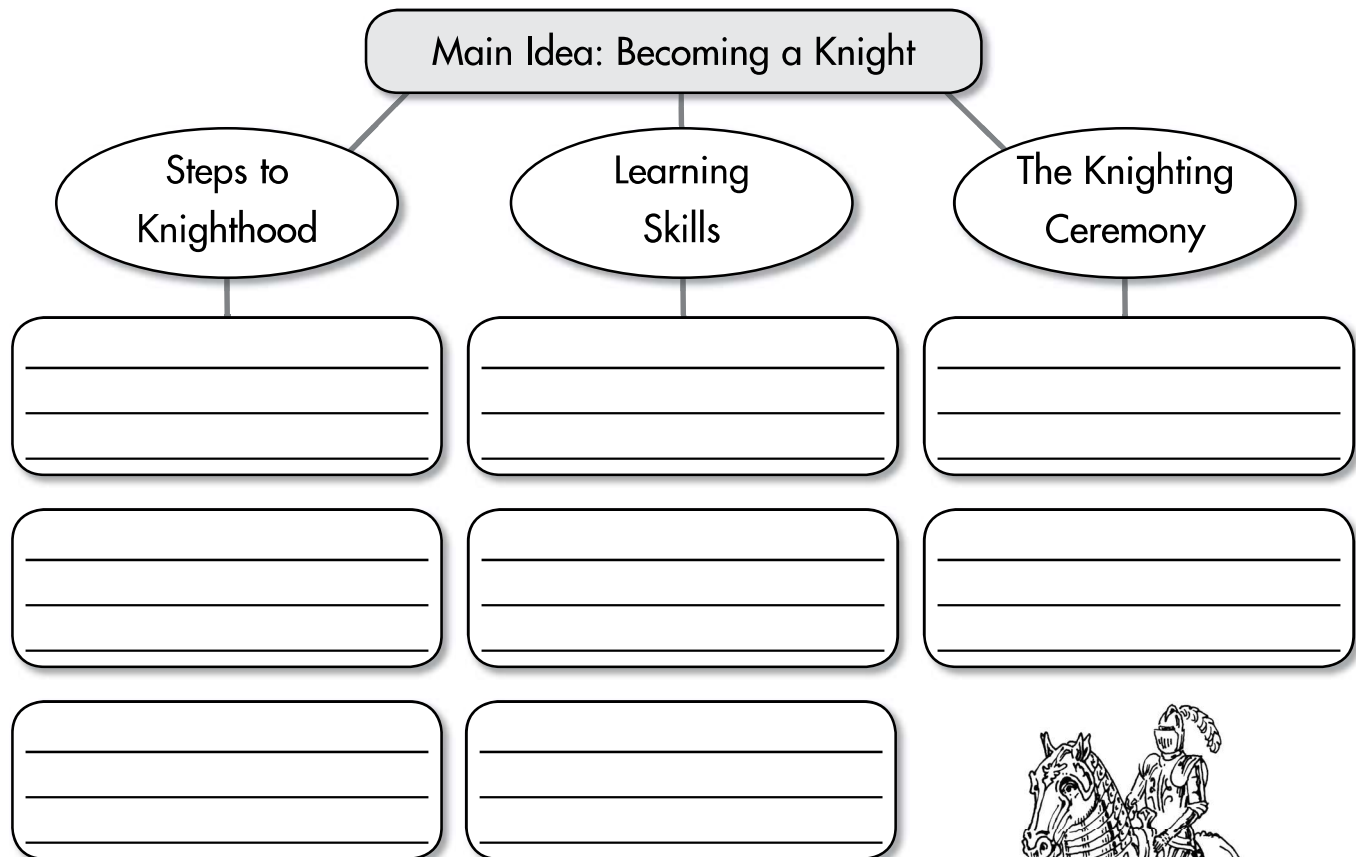 Main Idea: Becoming a Knight
Steps to
Knighthood
Learning
Skills
The Knighting
Ceremony